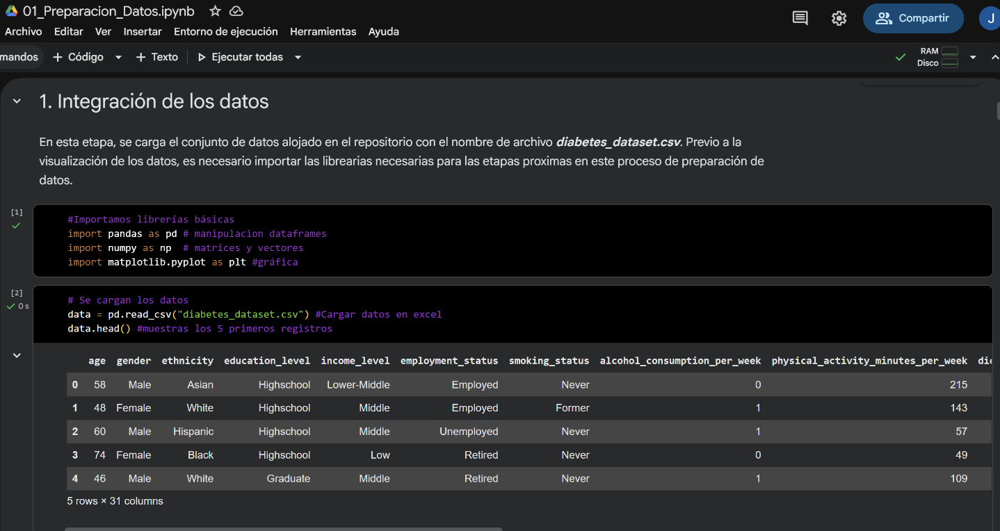 01_Preparacion_Datos.ipynb
Compartir
J
Archivo Editar Ver Insertar Entorno de ejecución Herramientas Ayuda
mandos + Código + Texto Ejecutar todas
RAM
Disco
1. Integración de los datos
En esta etapa, se carga el conjunto de datos alojado en el repositorio con el nombre de archivo diabetes_dataset.csv. Previo a la
visualización de los datos, es necesario importar las librearias necesarias para las etapas proximas en este proceso de preparación de
datos.
[1]
#Importamos librerías básicas
import pandas as pd # manipulacion dataframes
import numpy as np # matrices y vectores
import matplotlib.pyplot as plt #gráfica
[2]
0 s
# Se cargan los datos
data = pd.read_csv("diabetes_dataset.csv") #Cargar datos en excel
data.head() #muestras los 5 primeros registros
age gender ethnicity education_level income_level employment_status smoking_status alcohol_consumption_per_week physical_activity_minutes_per_week die
0 58 Male Asian Highschool Lower-Middle Employed Never 0 215
1 48 Female White Highschool Middle Employed Former 1 143
2 60 Male Hispanic Highschool Middle Unemployed Never 1 57
3 74 Female Black Highschool Low Retired Never 0 49
4 46 Male White Graduate Middle Retired Never 1 109
5 rows × 31 columns